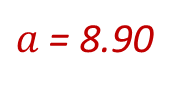 a = 8.90